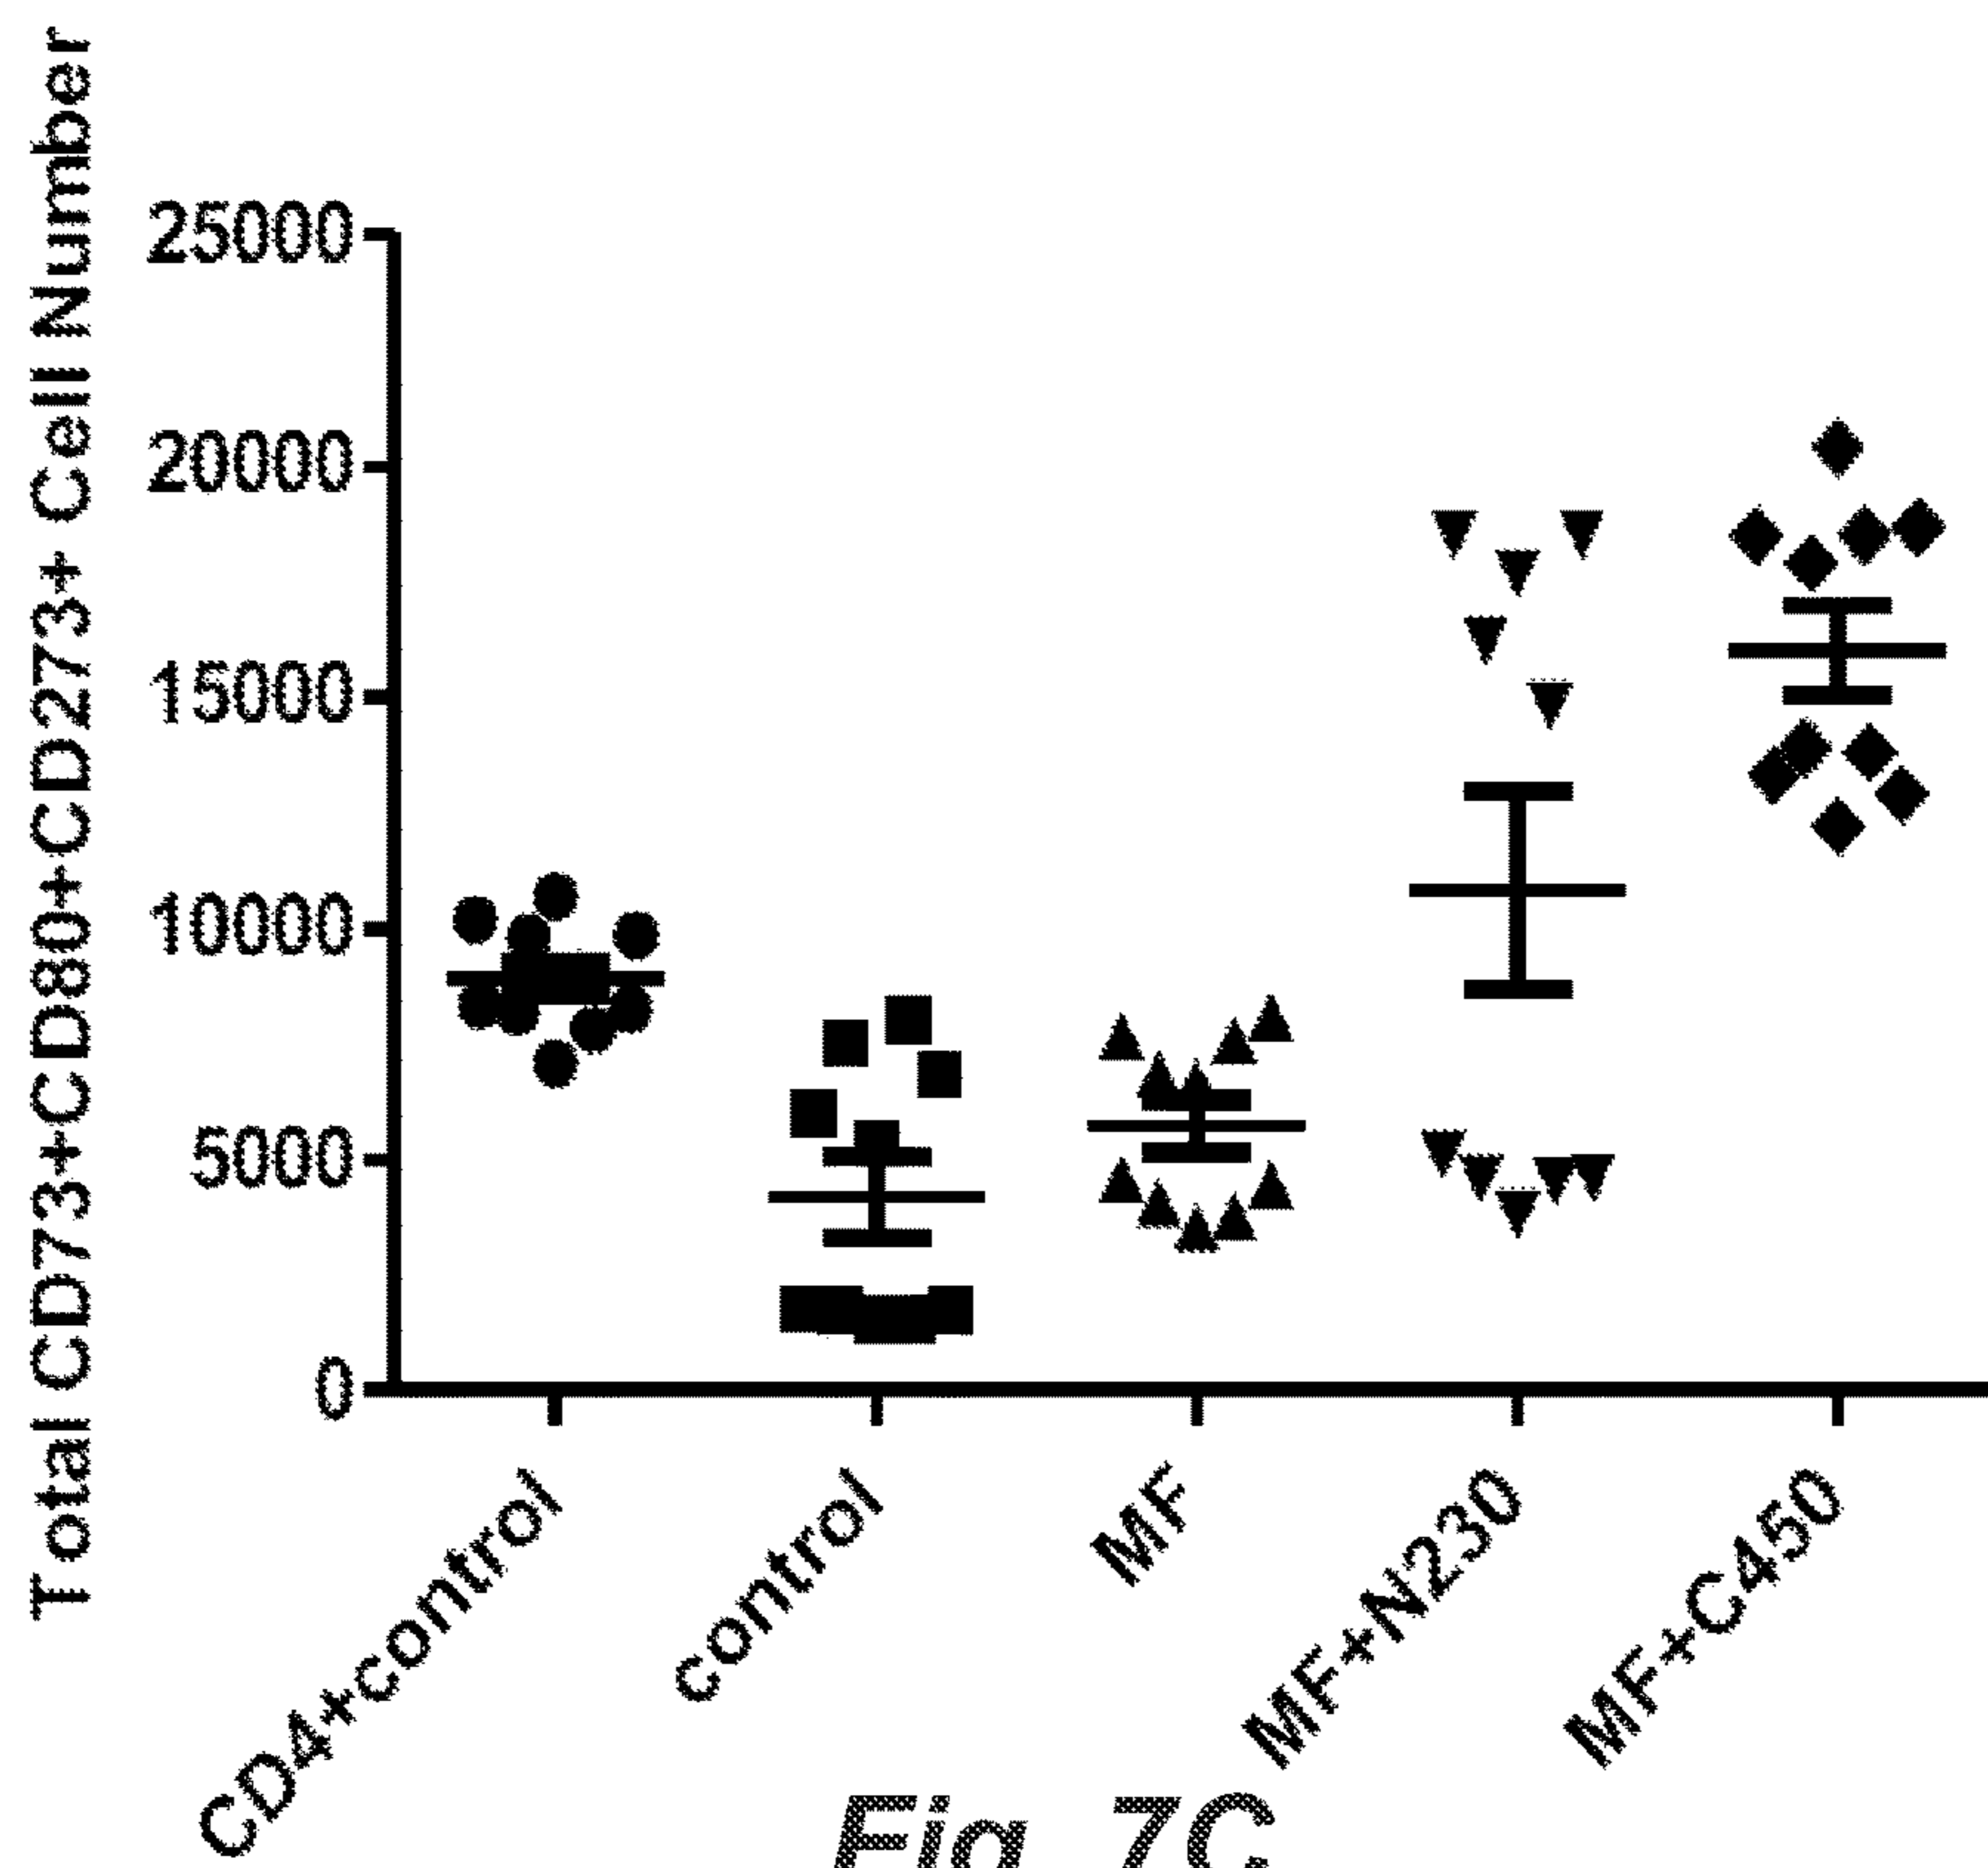 Total CD73+CD80+CD273+ Cell Number
25000
20000
15000
10000
5000
0
CD4+control
control
MF
MF+N230
MF+C450
Fig. 7C